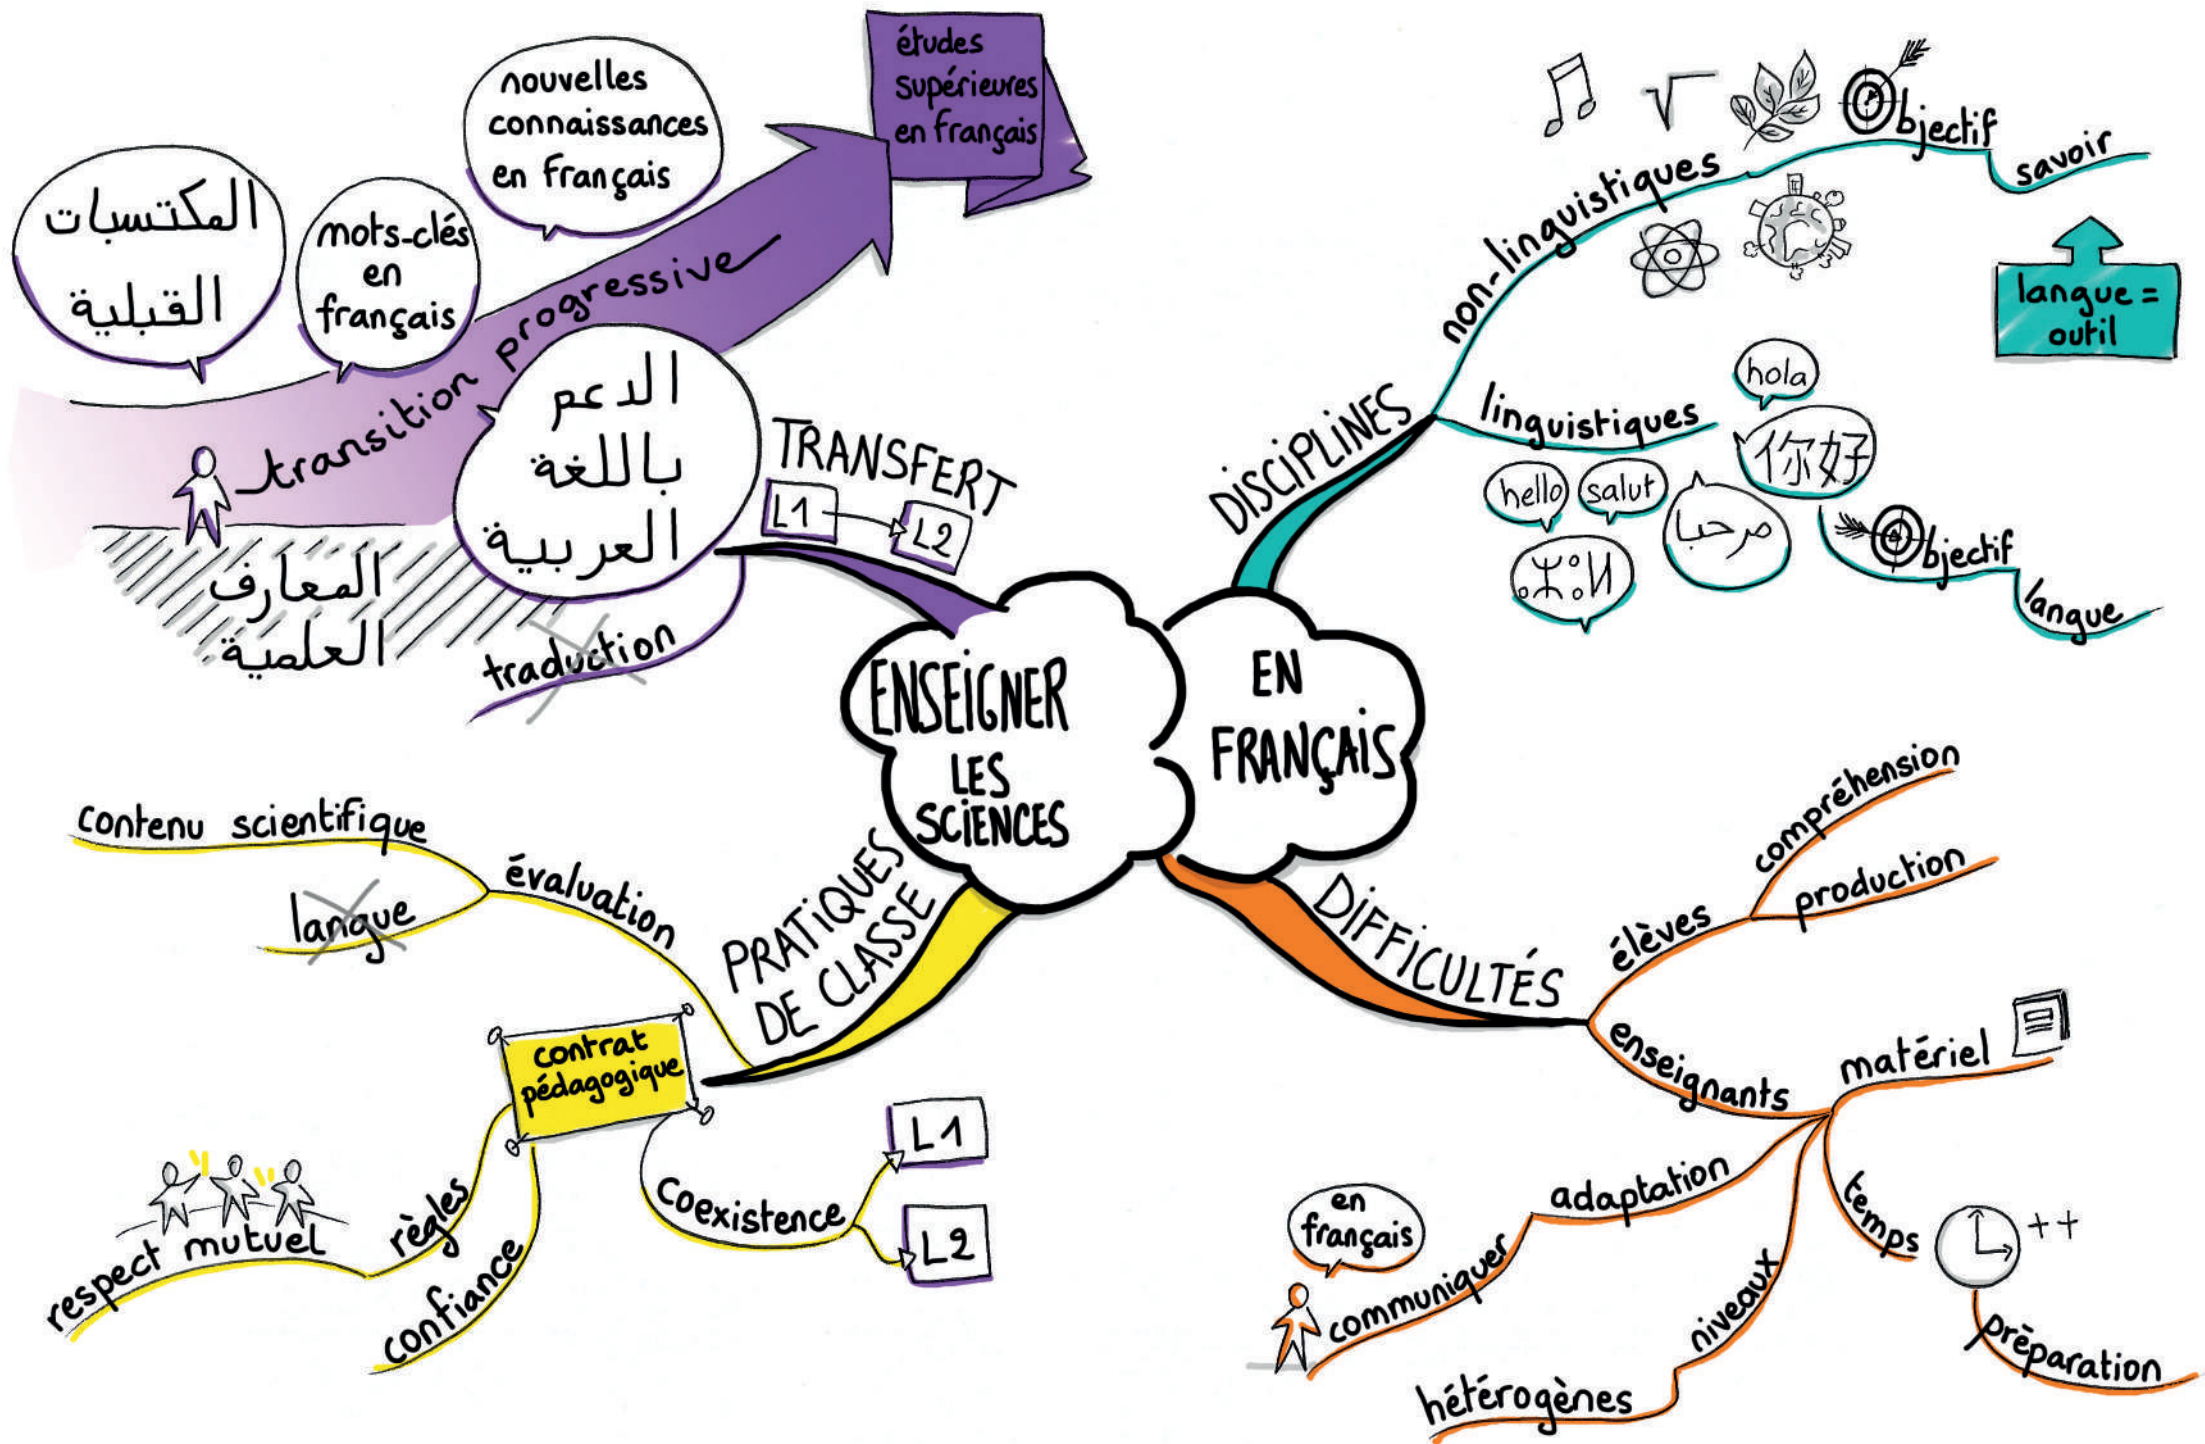 études
supérieures
en français
nouvelles
connaissances
en français
mots-clés
en
français
المكتسبات
القبلية
transition progressive
الدعم
باللغة
العربية
المعارف
العلمية
traduction
TRANSFERT
L1
L2
ENSEIGNER
LES
SCIENCES
EN
FRANÇAIS
DISCIPLINES
non-linguistiques
bjectif
savoir
langue =
outil
linguistiques
hola
你好
hello
salut
مرحبا
ⴰⵣⵓⵍ
bjectif
langue
PRATIQUES
DE CLASSE
évaluation
contenu scientifique
langue
contrat
pédagogique
règles
respect mutuel
confiance
coexistence
L1
L2
DIFFICULTÉS
élèves
compréhension
production
enseignants
matériel
temps
++
préparation
niveaux
hétérogènes
adaptation
communiquer
en
français